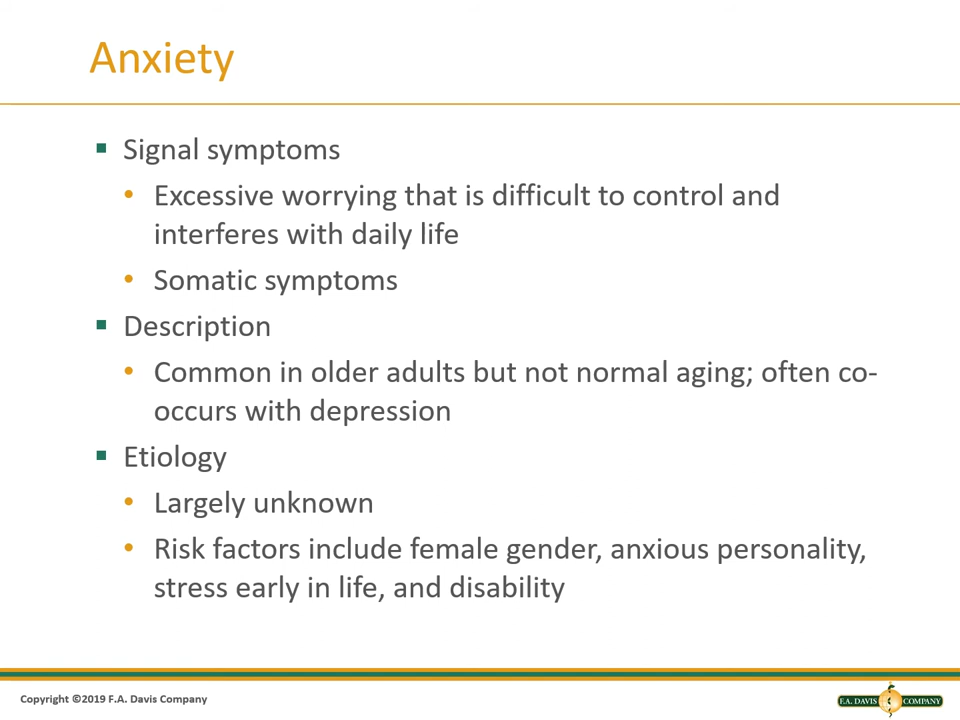 Anxiety
Signal symptoms
Excessive worrying that is difficult to control and
interferes with daily life
Somatic symptoms
Description
Common in older adults but not normal aging; often co-
occurs with depression
Etiology
Largely unknown
Risk factors include female gender, anxious personality,
stress early in life, and disability
Copyright ©2019 F.A. Davis Company
F.A. DAVIS COMPANY